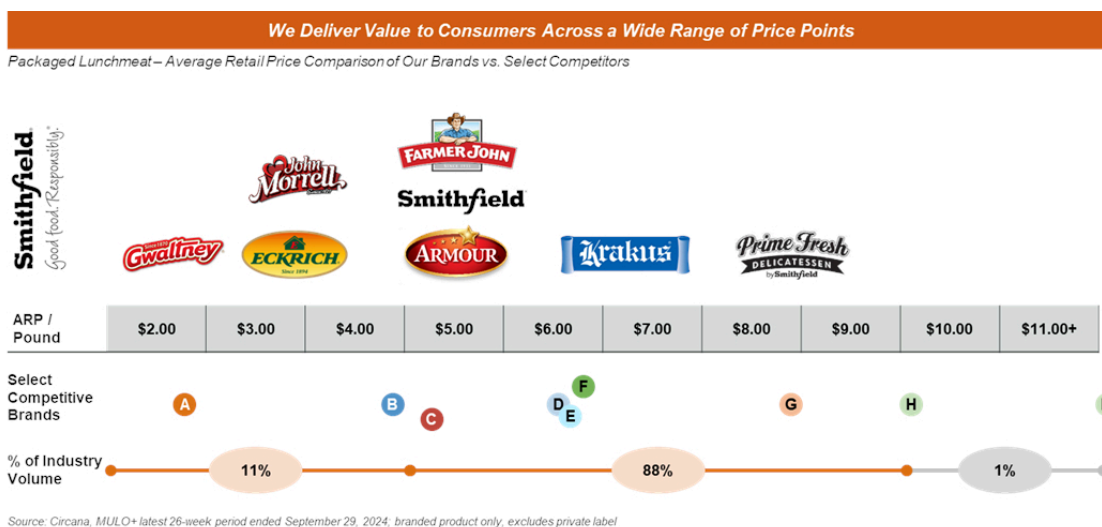 We Deliver Value to Consumers Across a Wide Range of Price Points
Packaged Lunchmeat – Average Retail Price Comparison of Our Brands vs. Select Competitors
Smithfield
Good food. Responsibly.®
John
Morrell
FARMER JOHN
Smithfield
Since 1870
Gwaltney
ECKRICH
Since 1894
ARMOUR
Krakus
Prime Fresh
DELICATESSEN
by Smithfield
ARP /
Pound
$2.00 $3.00 $4.00 $5.00 $6.00 $7.00 $8.00 $9.00 $10.00 $11.00+
Select
Competitive
Brands
A B C D E F G H
% of Industry
Volume
11% 88% 1%
Source: Circana, MULO+ latest 26-week period ended September 29, 2024; branded product only, excludes private label